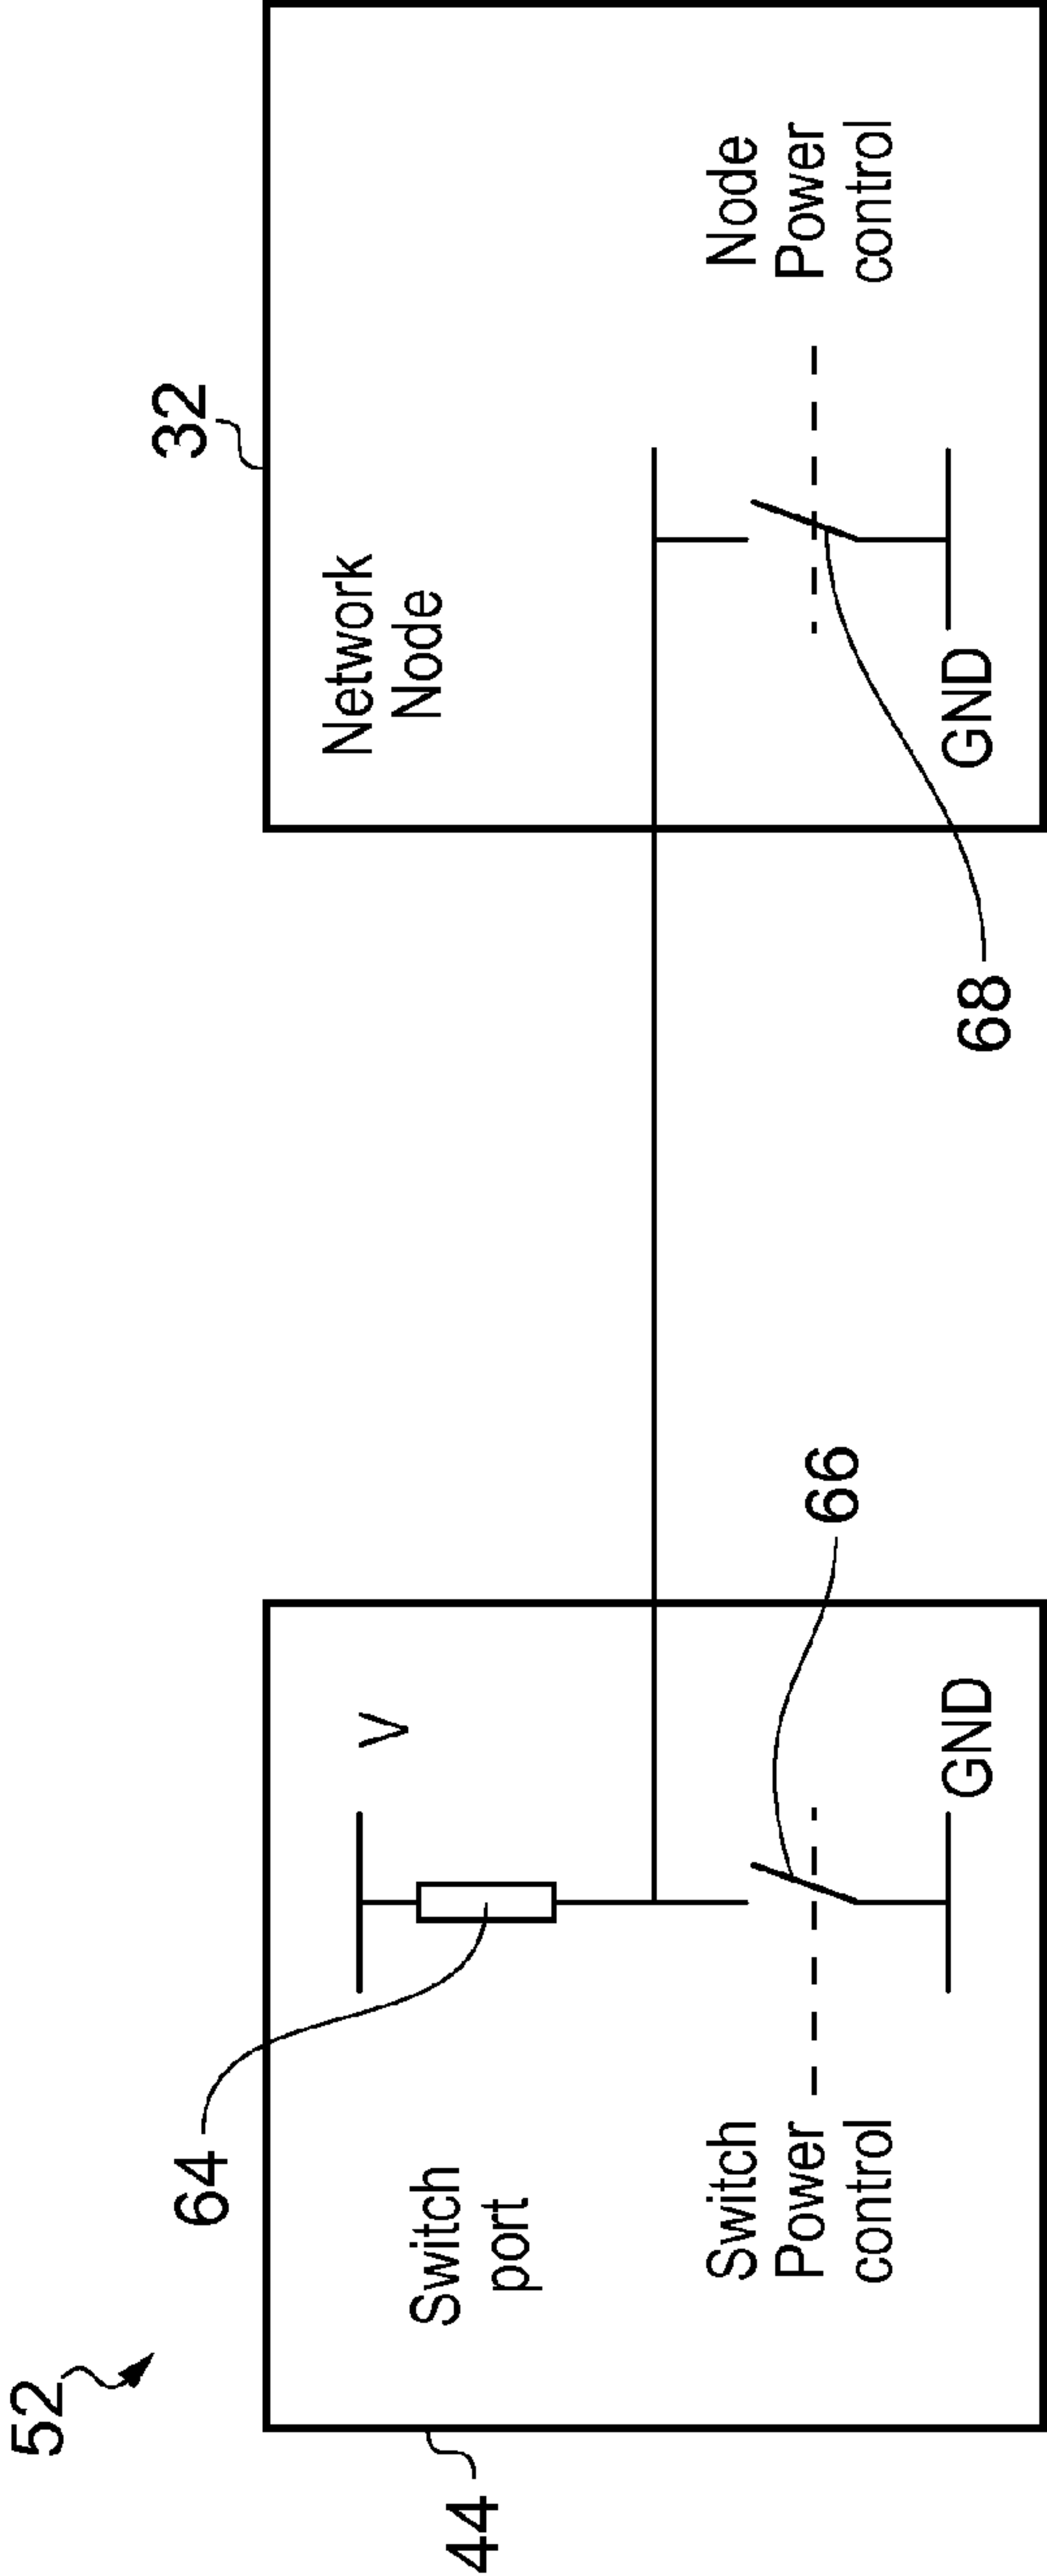 52
44
64
Switch
port
V
Switch
Power
control
66
GND
32
Network
Node
Node
Power
control
GND
68